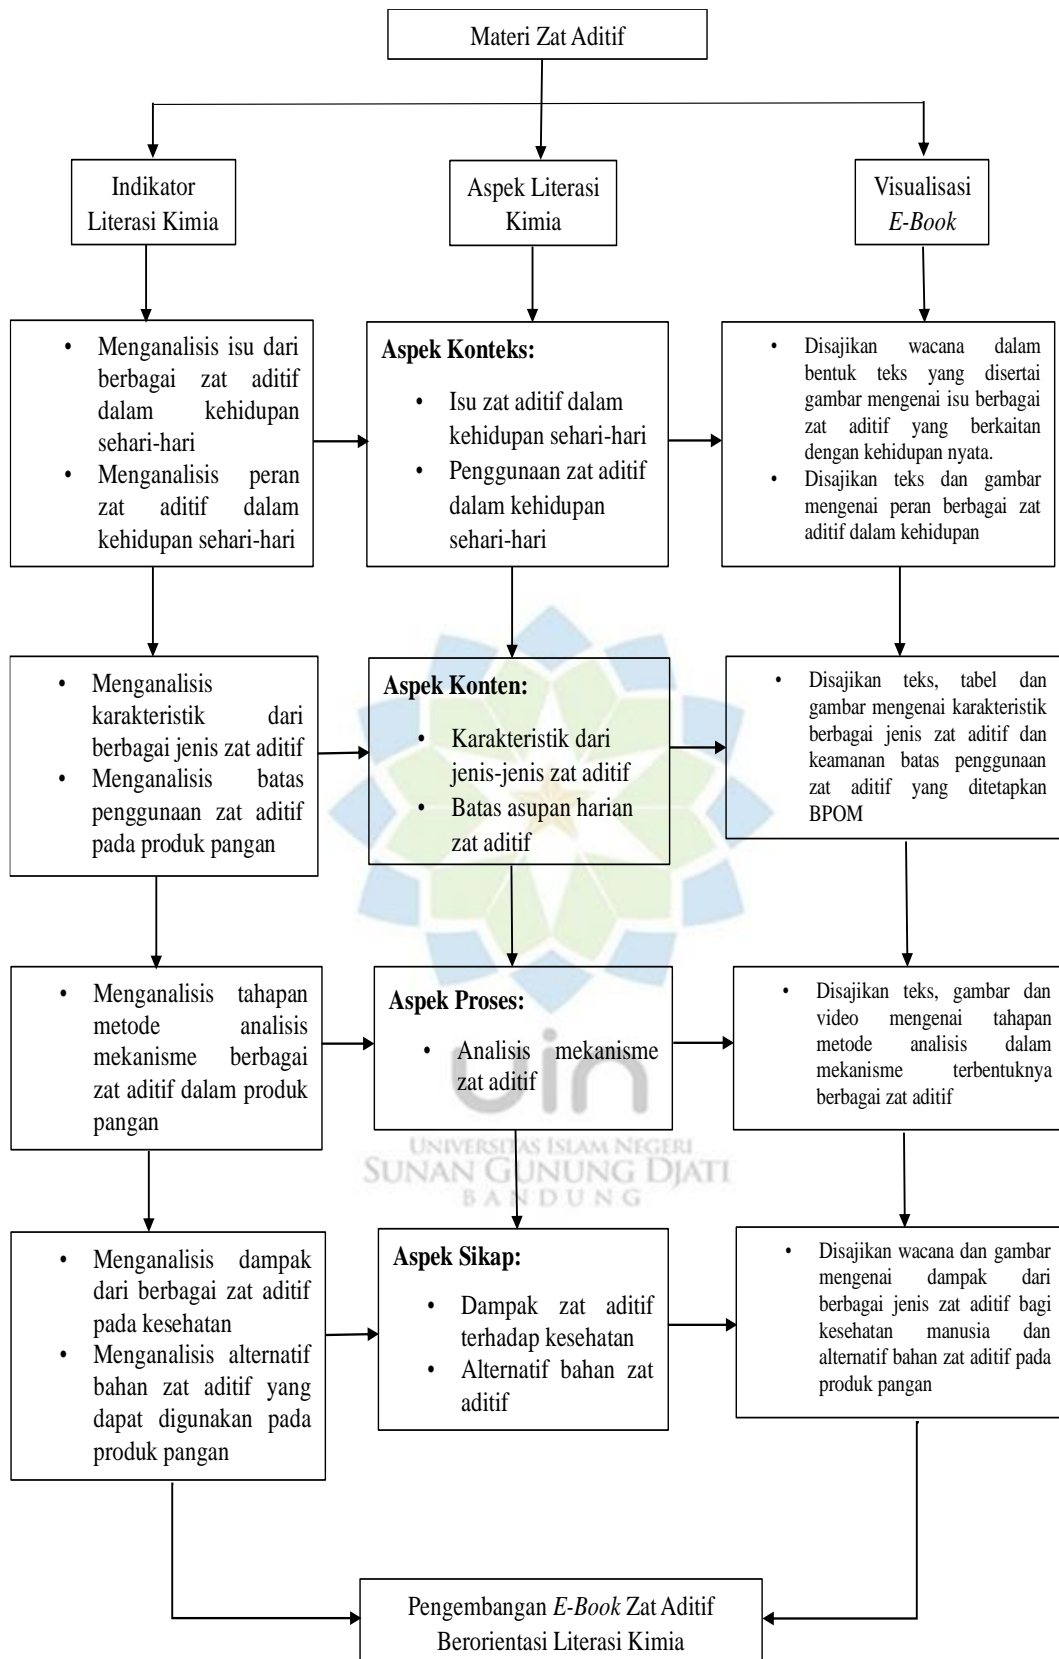 Materi Zat Aditif
Indikator
Literasi Kimia
Aspek Literasi
Kimia
Visualisasi
E-Book
• Menganalisis isu dari
berbagai zat aditif
dalam kehidupan
sehari-hari
• Menganalisis peran
zat aditif dalam
kehidupan sehari-hari
Aspek Konteks:
• Isu zat aditif dalam
kehidupan sehari-hari
• Penggunaan zat aditif
dalam kehidupan
sehari-hari
• Disajikan wacana dalam
bentuk teks yang disertai
gambar mengenai isu berbagai
zat aditif yang berkaitan
dengan kehidupan nyata.
• Disajikan teks dan gambar
mengenai peran berbagai zat
aditif dalam kehidupan
• Menganalisis
karakteristik dari
berbagai jenis zat aditif
• Menganalisis batas
penggunaan zat aditif
pada produk pangan
Aspek Konten:
• Karakteristik dari
jenis-jenis zat aditif
• Batas asupan harian
zat aditif
• Disajikan teks, tabel dan
gambar mengenai karakteristik
berbagai jenis zat aditif dan
keamanan batas penggunaan
zat aditif yang ditetapkan
BPOM
• Menganalisis tahapan
metode analisis
mekanisme berbagai
zat aditif dalam produk
pangan
Aspek Proses:
• Analisis mekanisme
zat aditif
• Disajikan teks, gambar dan
video mengenai tahapan
metode analisis dalam
mekanisme terbentuknya
berbagai zat aditif
uin
UNIVERSITAS ISLAM NEGERI
SUNAN GUNUNG DJATI
BANDUNG
• Menganalisis dampak
dari berbagai zat aditif
pada kesehatan
• Menganalisis alternatif
bahan zat aditif yang
dapat digunakan pada
produk pangan
Aspek Sikap:
• Dampak zat aditif
terhadap kesehatan
• Alternatif bahan zat
aditif
• Disajikan wacana dan gambar
mengenai dampak dari
berbagai jenis zat aditif bagi
kesehatan manusia dan
alternatif bahan zat aditif pada
produk pangan
Pengembangan E-Book Zat Aditif
Berorientasi Literasi Kimia